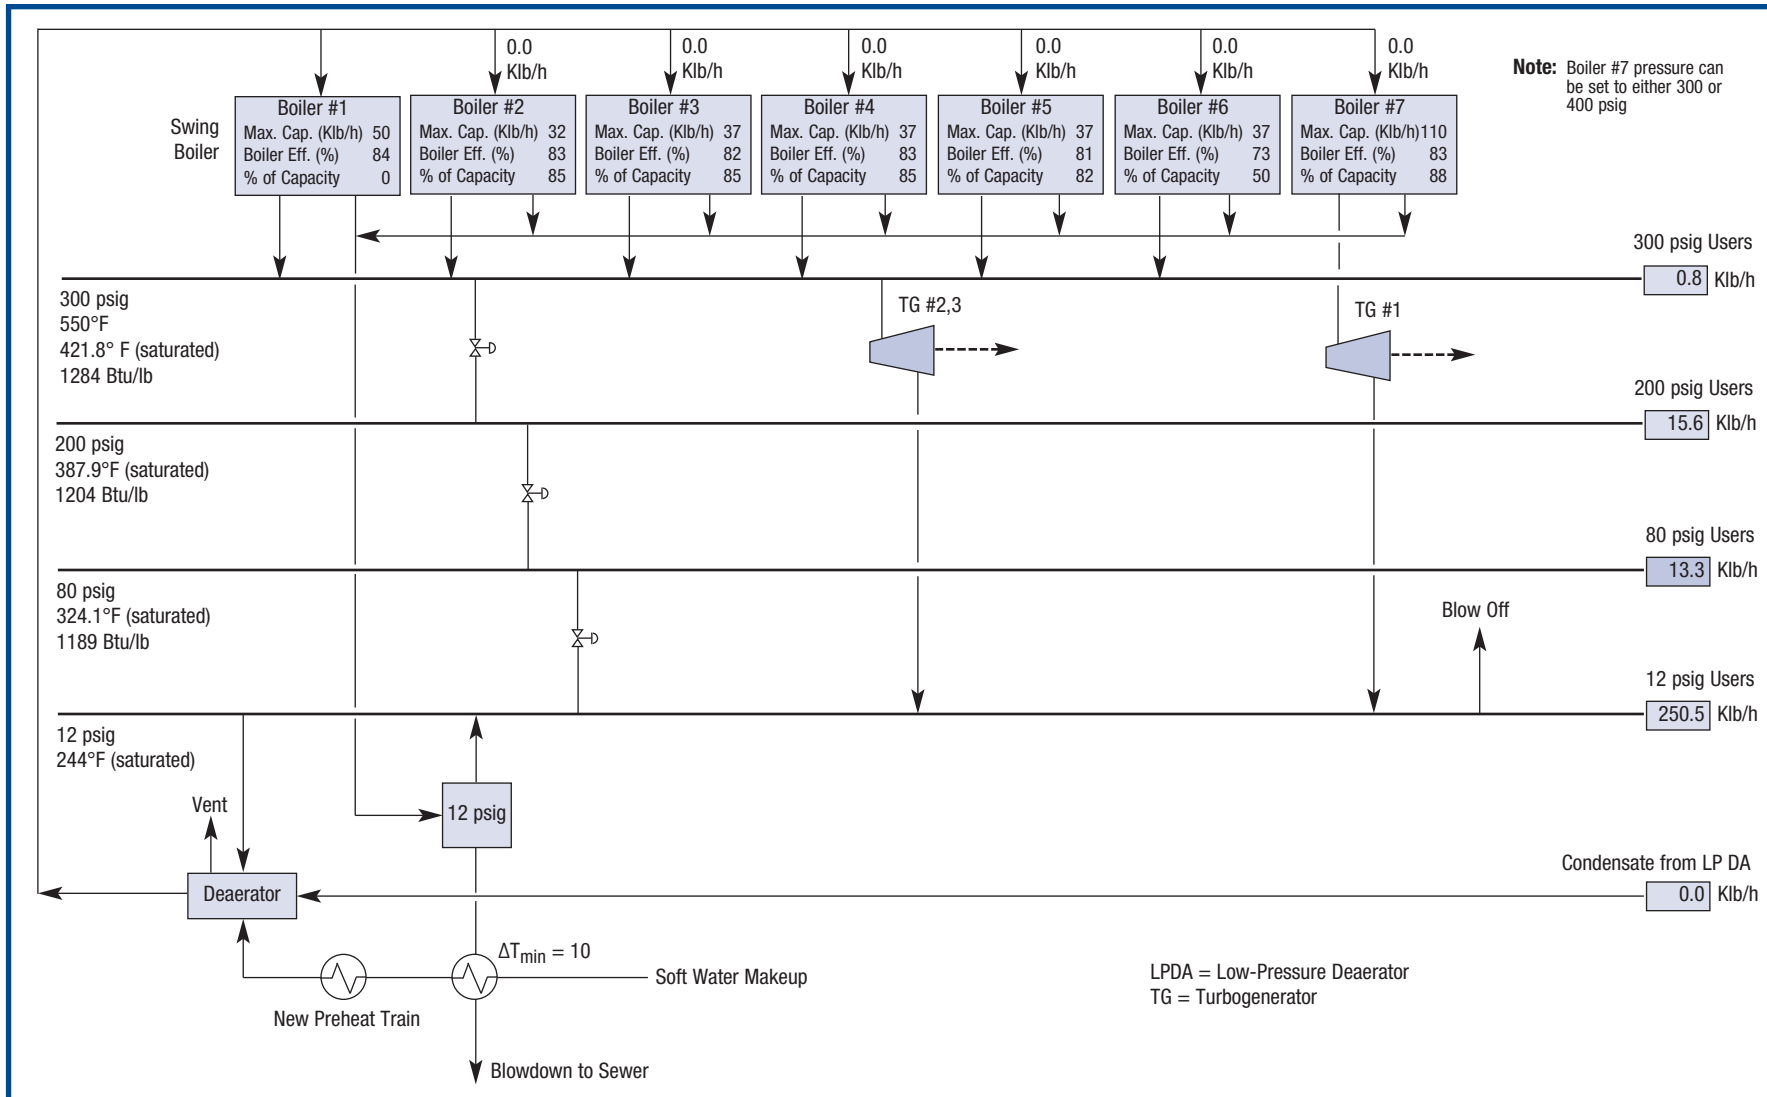 0.0
Klb/h
0.0
Klb/h
0.0
Klb/h
0.0
Klb/h
0.0
Klb/h
0.0
Klb/h
Note: Boiler #7 pressure can
be set to either 300 or
400 psig
Swing
Boiler
Boiler #1
Max. Cap. (Klb/h) 50
Boiler Eff. (%) 84
% of Capacity 0
Boiler #2
Max. Cap. (Klb/h) 32
Boiler Eff. (%) 83
% of Capacity 85
Boiler #3
Max. Cap. (Klb/h) 37
Boiler Eff. (%) 82
% of Capacity 85
Boiler #4
Max. Cap. (Klb/h) 37
Boiler Eff. (%) 83
% of Capacity 85
Boiler #5
Max. Cap. (Klb/h) 37
Boiler Eff. (%) 81
% of Capacity 82
Boiler #6
Max. Cap. (Klb/h) 37
Boiler Eff. (%) 73
% of Capacity 50
Boiler #7
Max. Cap. (Klb/h)110
Boiler Eff. (%) 83
% of Capacity 88
300 psig Users
0.8 Klb/h
300 psig
550°F
421.8° F (saturated)
1284 Btu/lb
TG #2,3
TG #1
200 psig Users
15.6 Klb/h
200 psig
387.9°F (saturated)
1204 Btu/lb
80 psig Users
13.3 Klb/h
80 psig
324.1°F (saturated)
1189 Btu/lb
Blow Off
12 psig Users
250.5 Klb/h
12 psig
244°F (saturated)
Vent
12 psig
Condensate from LP DA
0.0 Klb/h
Deaerator
ΔTmin = 10
Soft Water Makeup
New Preheat Train
Blowdown to Sewer
LPDA = Low-Pressure Deaerator
TG = Turbogenerator